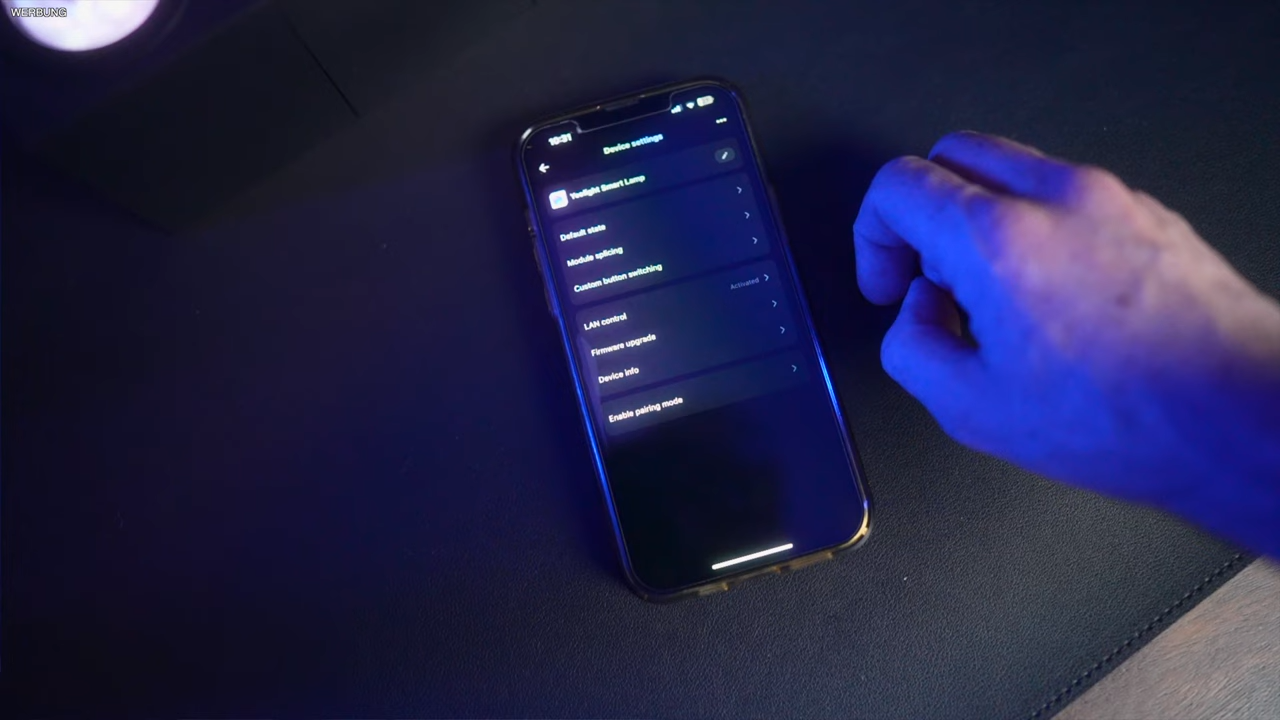 WERBUNG
10:31
Device settings
Yeelight Smart Lamp
Default state
Module splicing
Custom button switching
LAN control
Activated
Firmware upgrade
Device info
Enable pairing mode